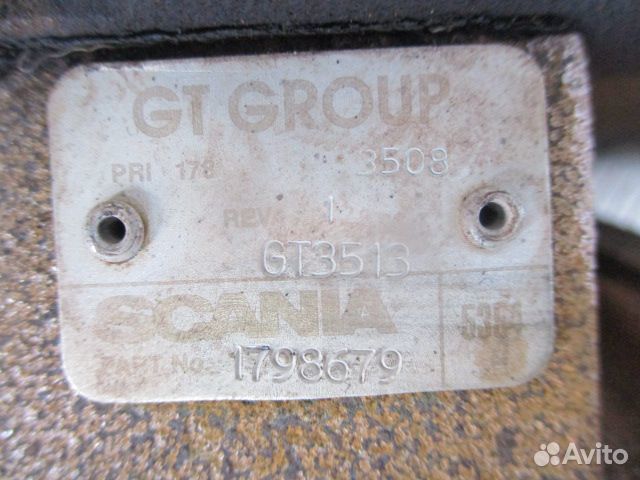 GT GROUP
PRI 178 3508
REV. 1
GT3513
SCANIA
PART.No. 1798679
Avito